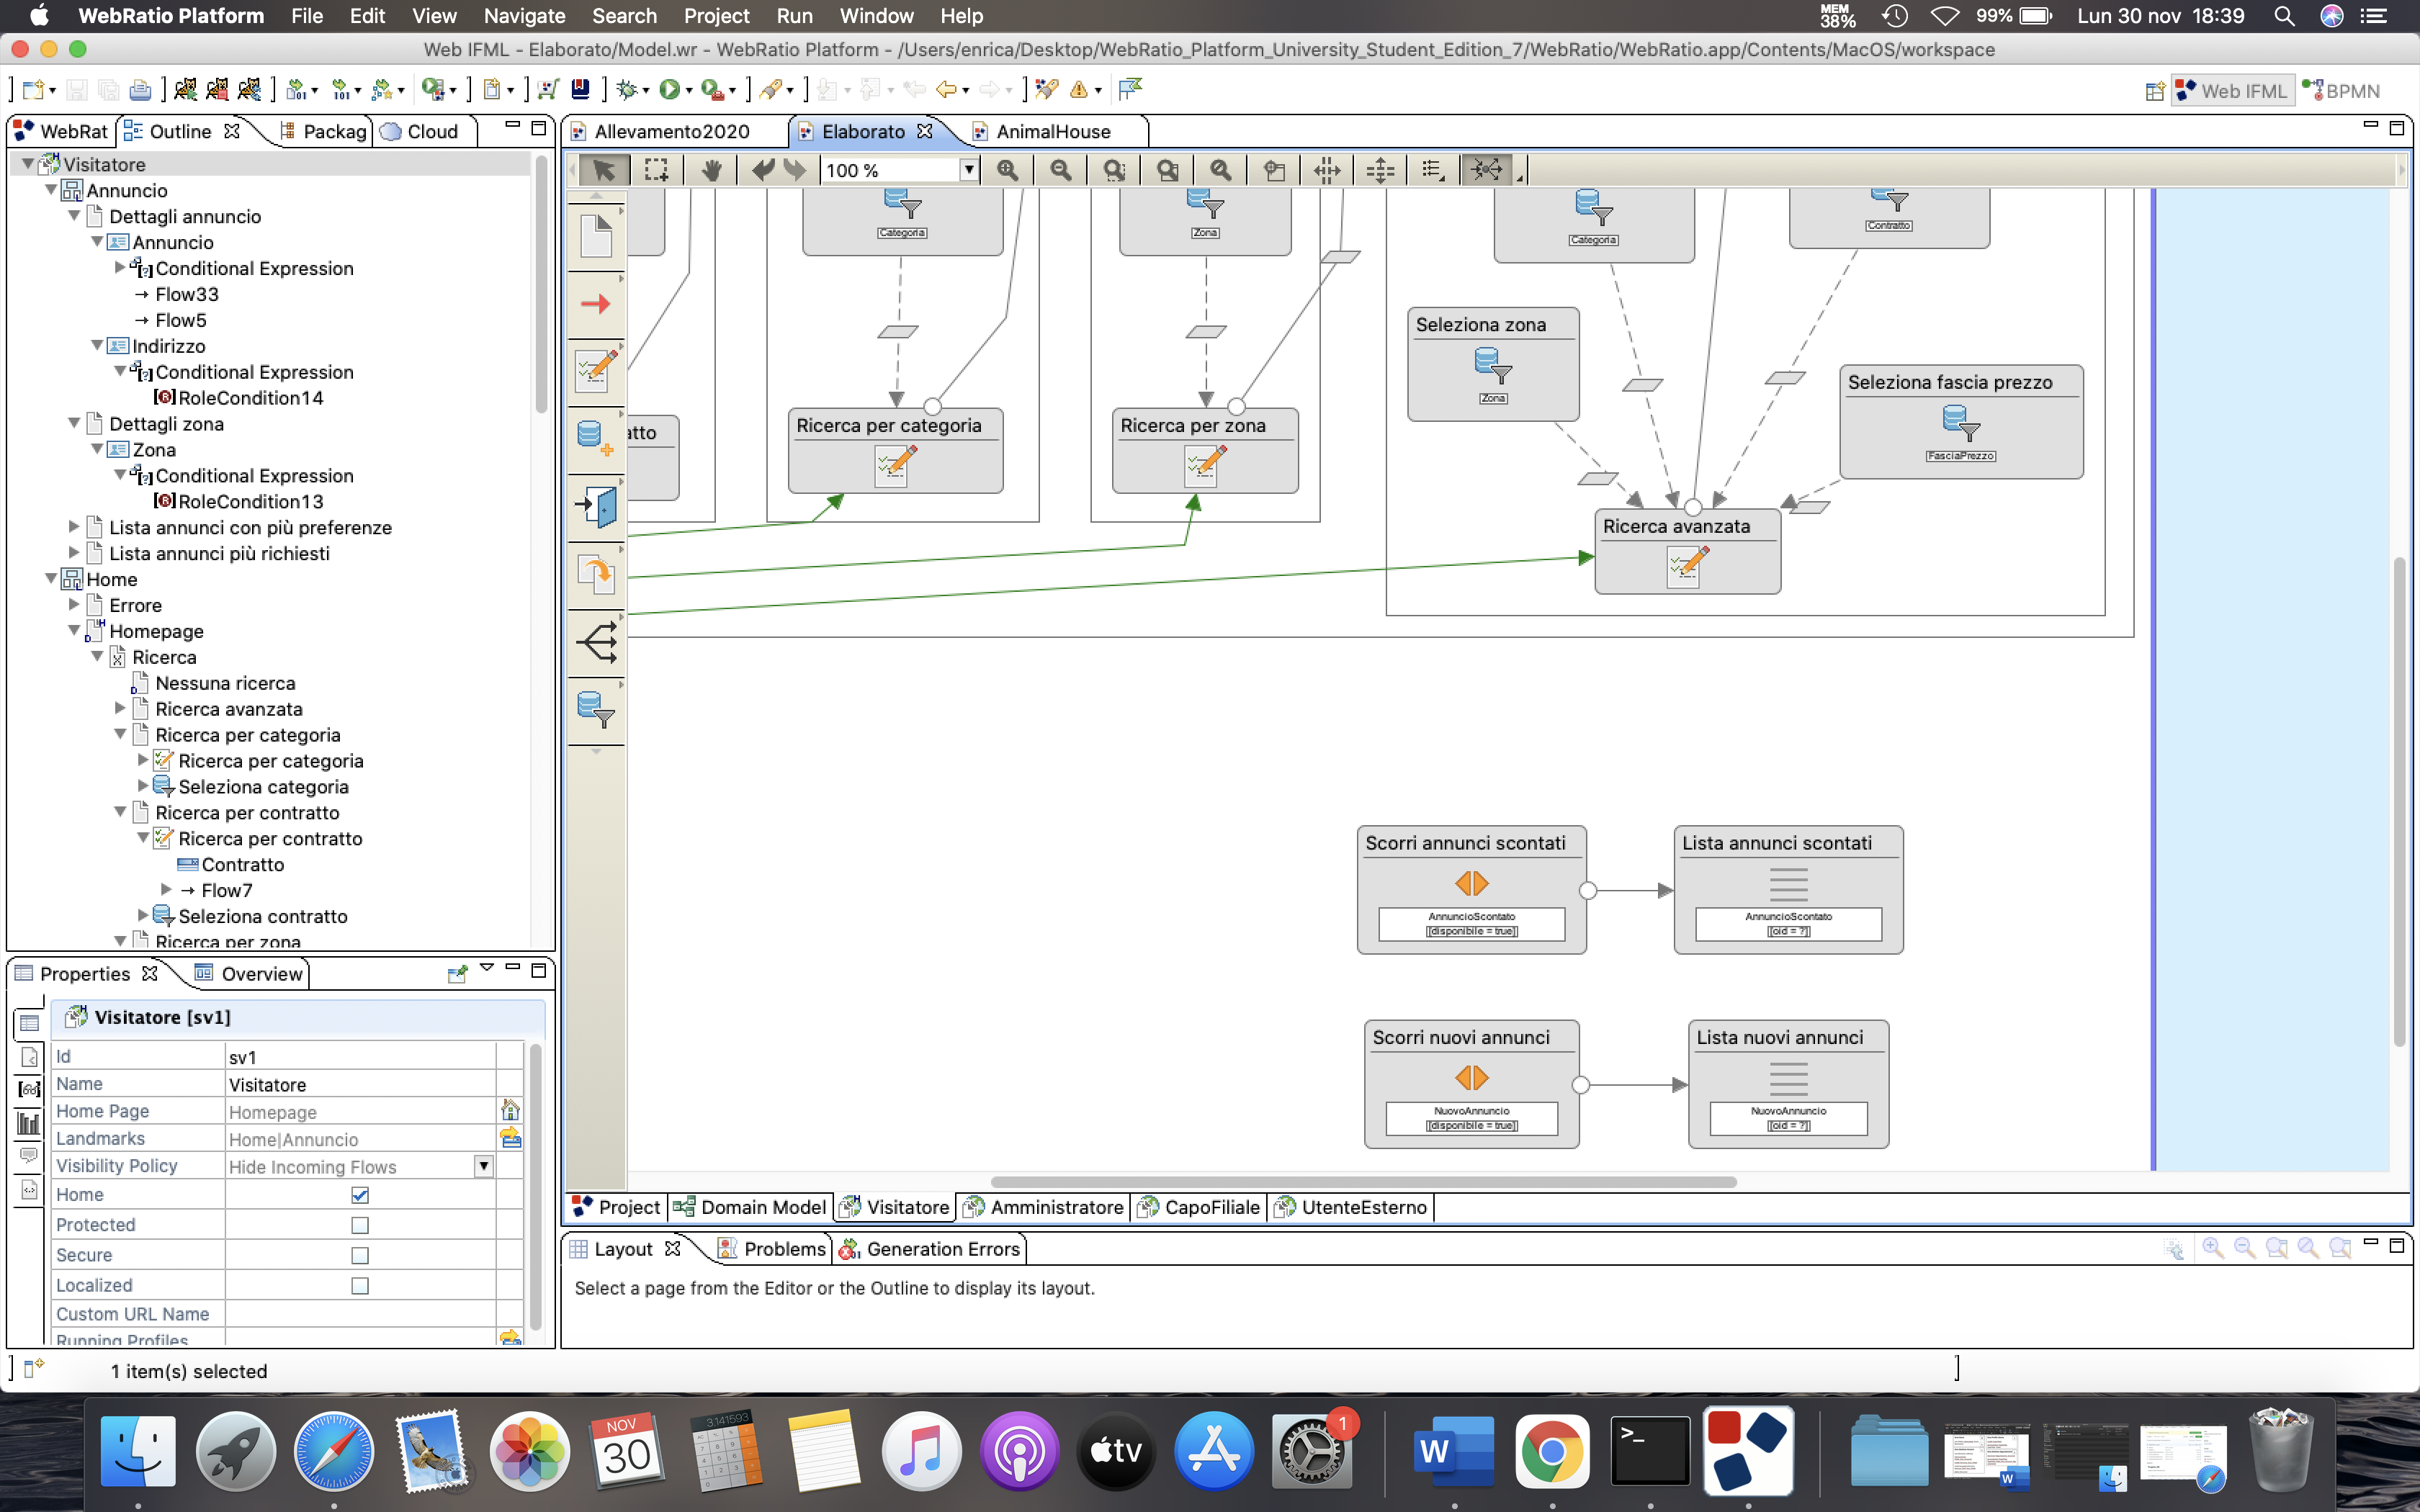 WebRatio Platform File Edit View Navigate Search Project Run Window Help MEM 38% 99% Lun 30 nov 18:39
Web IFML - Elaborato/Model.wr - WebRatio Platform - /Users/enrica/Desktop/WebRatio_Platform_University_Student_Edition_7/WebRatio/WebRatio.app/Contents/MacOS/workspace
Web IFML BPMN
WebRat Outline Packag Cloud
Allevamento2020 Elaborato AnimalHouse
100 %
Visitatore
Annuncio
Dettagli annuncio
Annuncio
Conditional Expression
Flow33
Flow5
Indirizzo
Conditional Expression
RoleCondition14
Dettagli zona
Zona
Conditional Expression
RoleCondition13
Lista annunci con più preferenze
Lista annunci più richiesti
Home
Errore
Homepage
Ricerca
Nessuna ricerca
Ricerca avanzata
Ricerca per categoria
Ricerca per categoria
Seleziona categoria
Ricerca per contratto
Ricerca per contratto
Contratto
Flow7
Seleziona contratto
Ricerca per zona
Categoria
Zona
Categoria
Contratto
Seleziona zona
Zona
Seleziona fascia prezzo
FasciaPrezzo
atto
Ricerca per categoria
Ricerca per zona
Ricerca avanzata
Scorri annunci scontati
AnnuncioScontato
[[disponibile = true]]
Lista annunci scontati
AnnuncioScontato
[[oid = ?]]
Scorri nuovi annunci
NuovoAnnuncio
[[disponibile = true]]
Lista nuovi annunci
NuovoAnnuncio
[[oid = ?]]
Project Domain Model Visitatore Amministratore CapoFiliale UtenteEsterno
Properties Overview
Visitatore [sv1]
Id sv1
Name Visitatore
Home Page Homepage
Landmarks Home|Annuncio
Visibility Policy Hide Incoming Flows
Home
Protected
Secure
Localized
Custom URL Name
Running Profiles
Layout Problems Generation Errors
Select a page from the Editor or the Outline to display its layout.
1 item(s) selected
NOV
30
3,141593
tv
1
W
>_